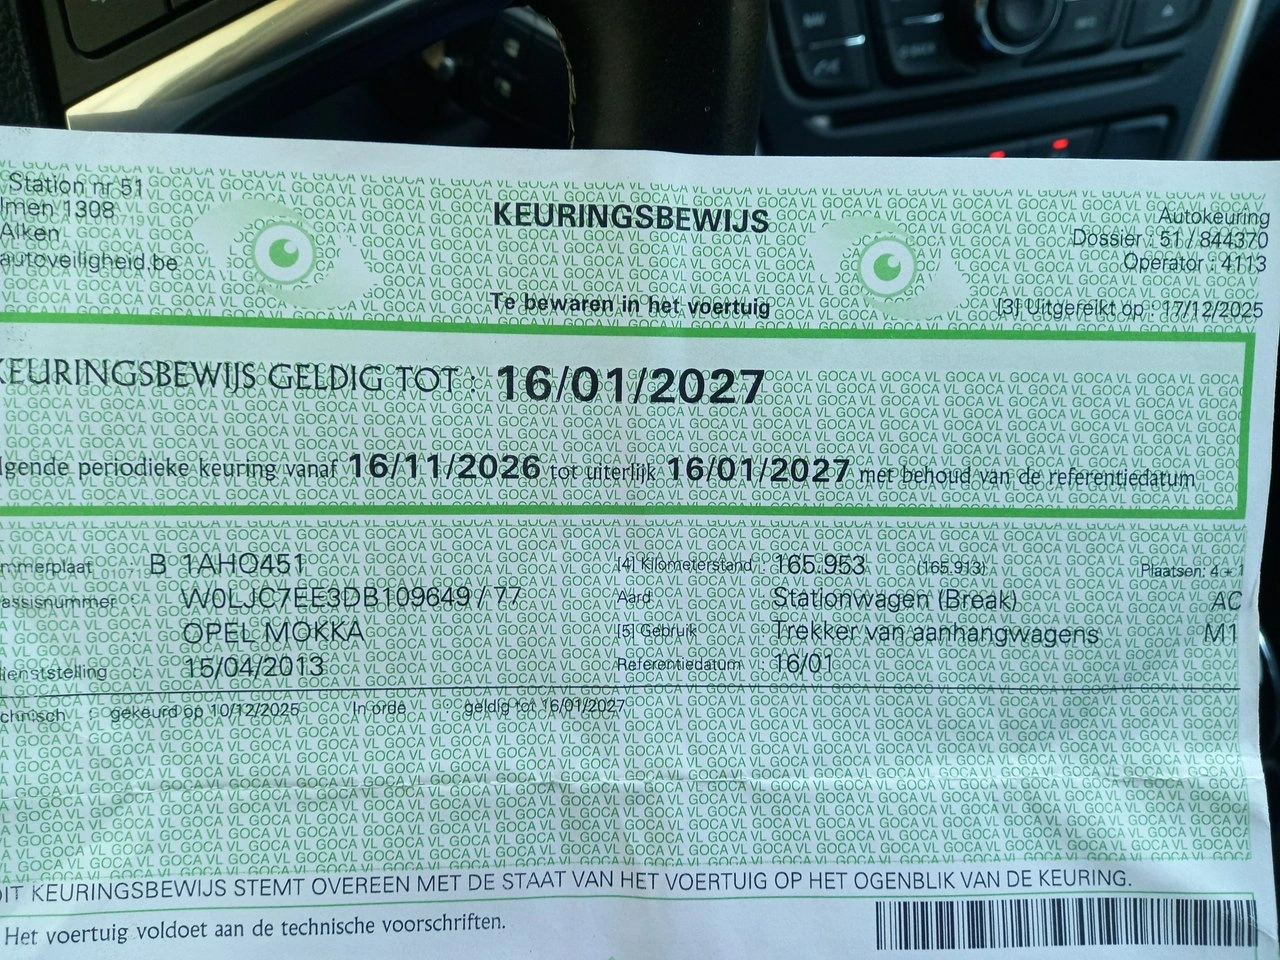 Station nr 51
lmen 1308
Alken
autoveiligheid.be
KEURINGSBEWIJS
Te bewaren in het voertuig
Autokeuring
Dossier : 51 / 844370
Operator : 4113
[3] Uitgereikt op : 17/12/2025
KEURINGSBEWIJS GELDIG TOT : 16/01/2027
lgende periodieke keuring vanaf 16/11/2026 tot uiterlijk 16/01/2027 met behoud van de referentiedatum
mmerplaat : B 1AHO451
[4] Kilometerstand : 165.953 (165.913) Plaatsen: 4 + 1
assisnummer : W0LJC7EE3DB109649 / 77
Aard : Stationwagen (Break) AC
: OPEL MOKKA
[5] Gebruik : Trekker van aanhangwagens M1
dienststelling : 15/04/2013
Referentiedatum : 16/01
chnisch : gekeurd op 10/12/2025 In orde geldig tot 16/01/2027
DIT KEURINGSBEWIJS STEMT OVEREEN MET DE STAAT VAN HET VOERTUIG OP HET OGENBLIK VAN DE KEURING.
Het voertuig voldoet aan de technische voorschriften.